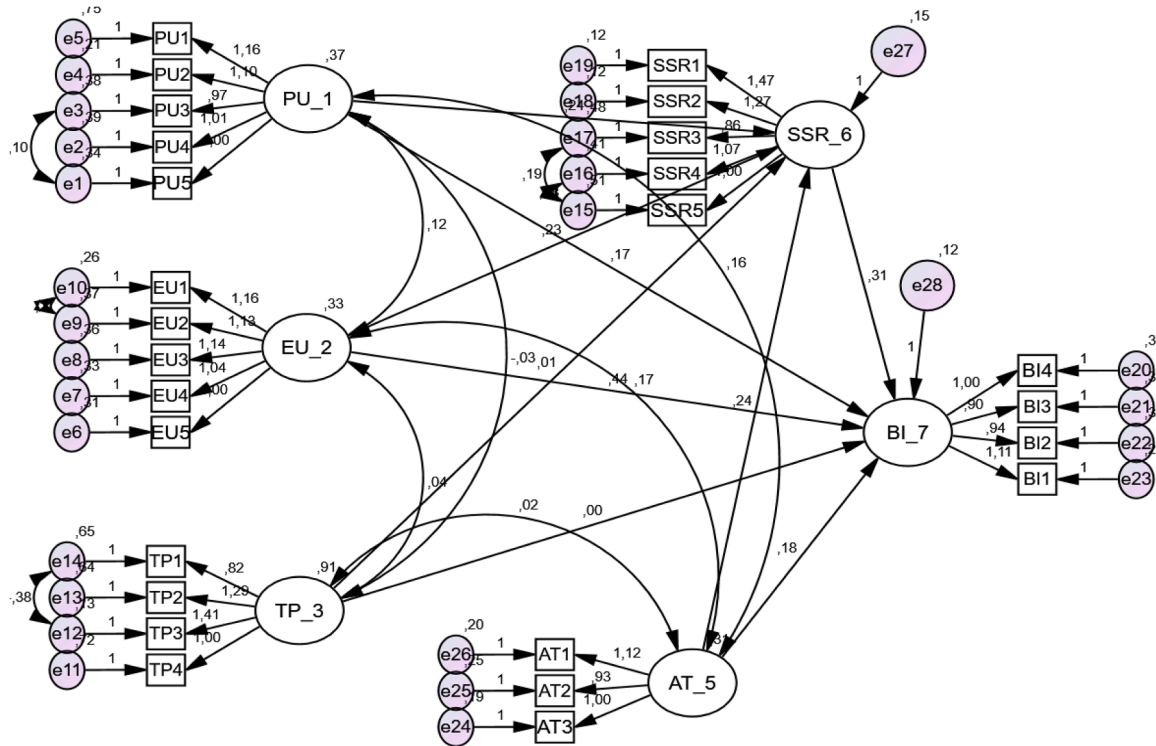 ,75
e5 1 PU1
,21
e4 1 PU2
,38
e3 1 PU3
,39
e2 1 PU4
,34
e1 1 PU5
,10
1,16
1,10
,97
1,01
,37
PU_1
,12
e19 1 SSR1
,12
e18 1 SSR2
e17 1 SSR3
,41
e16 1 SSR4
e15 1 SSR5
,19
1,47
1,27
,86
1,07
1,00
SSR_6
,15
e27
1
,12
,23
,17
,16
,31
,12
e28
1
,26
e10 1 EU1
e9 1 EU2
,36
e8 1 EU3
,33
e7 1 EU4
,31
e6 1 EU5
1,16
1,13
1,14
1,04
,33
EU_2
-,03
,01
,44
,17
,24
BI_7
1,00
,90
,94
1,11
BI4 1 e20
BI3 1 e21
BI2 1 e22
BI1 1 e23
,04
,02
,00
,18
,65
e14 1 TP1
,64
e13 1 TP2
e12 1 TP3
e11 1 TP4
-,38
,82
1,29
1,41
1,00
,91
TP_3
,20
e26 1 AT1
,25
e25 1 AT2
,19
e24 1 AT3
1,12
,93
1,00
,31
AT_5